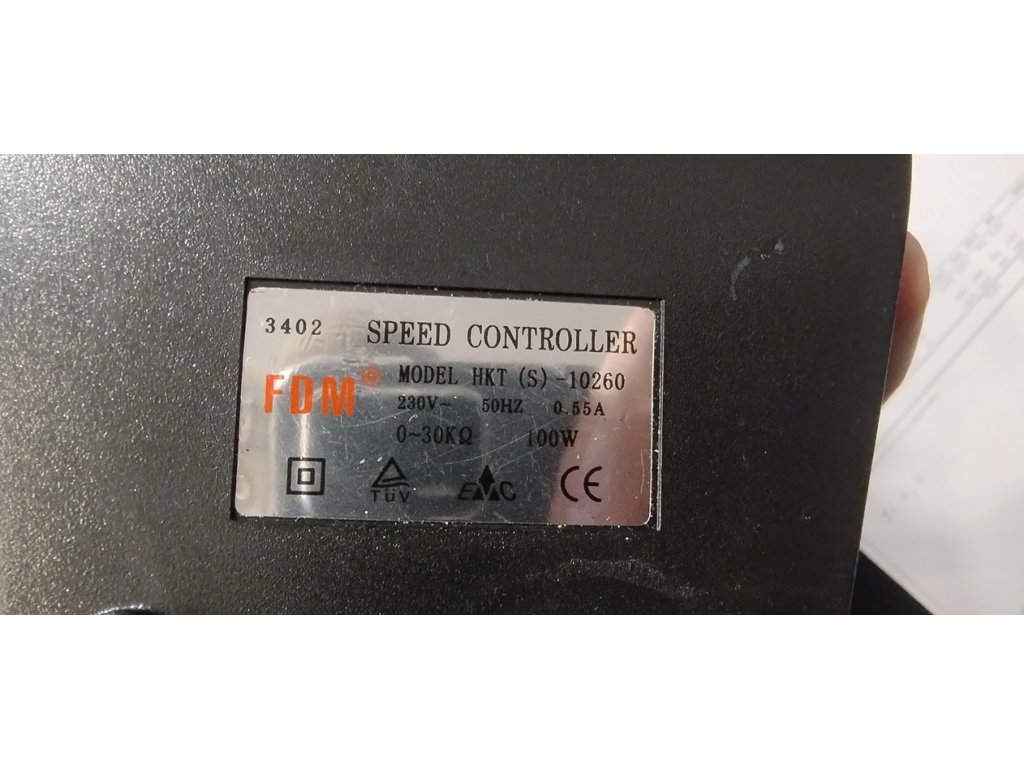 3402 SPEED CONTROLLER
FDM® MODEL HKT (S) -10260
230V~ 50HZ 0.55A
0~30KΩ 100W
TÜV EMC CE